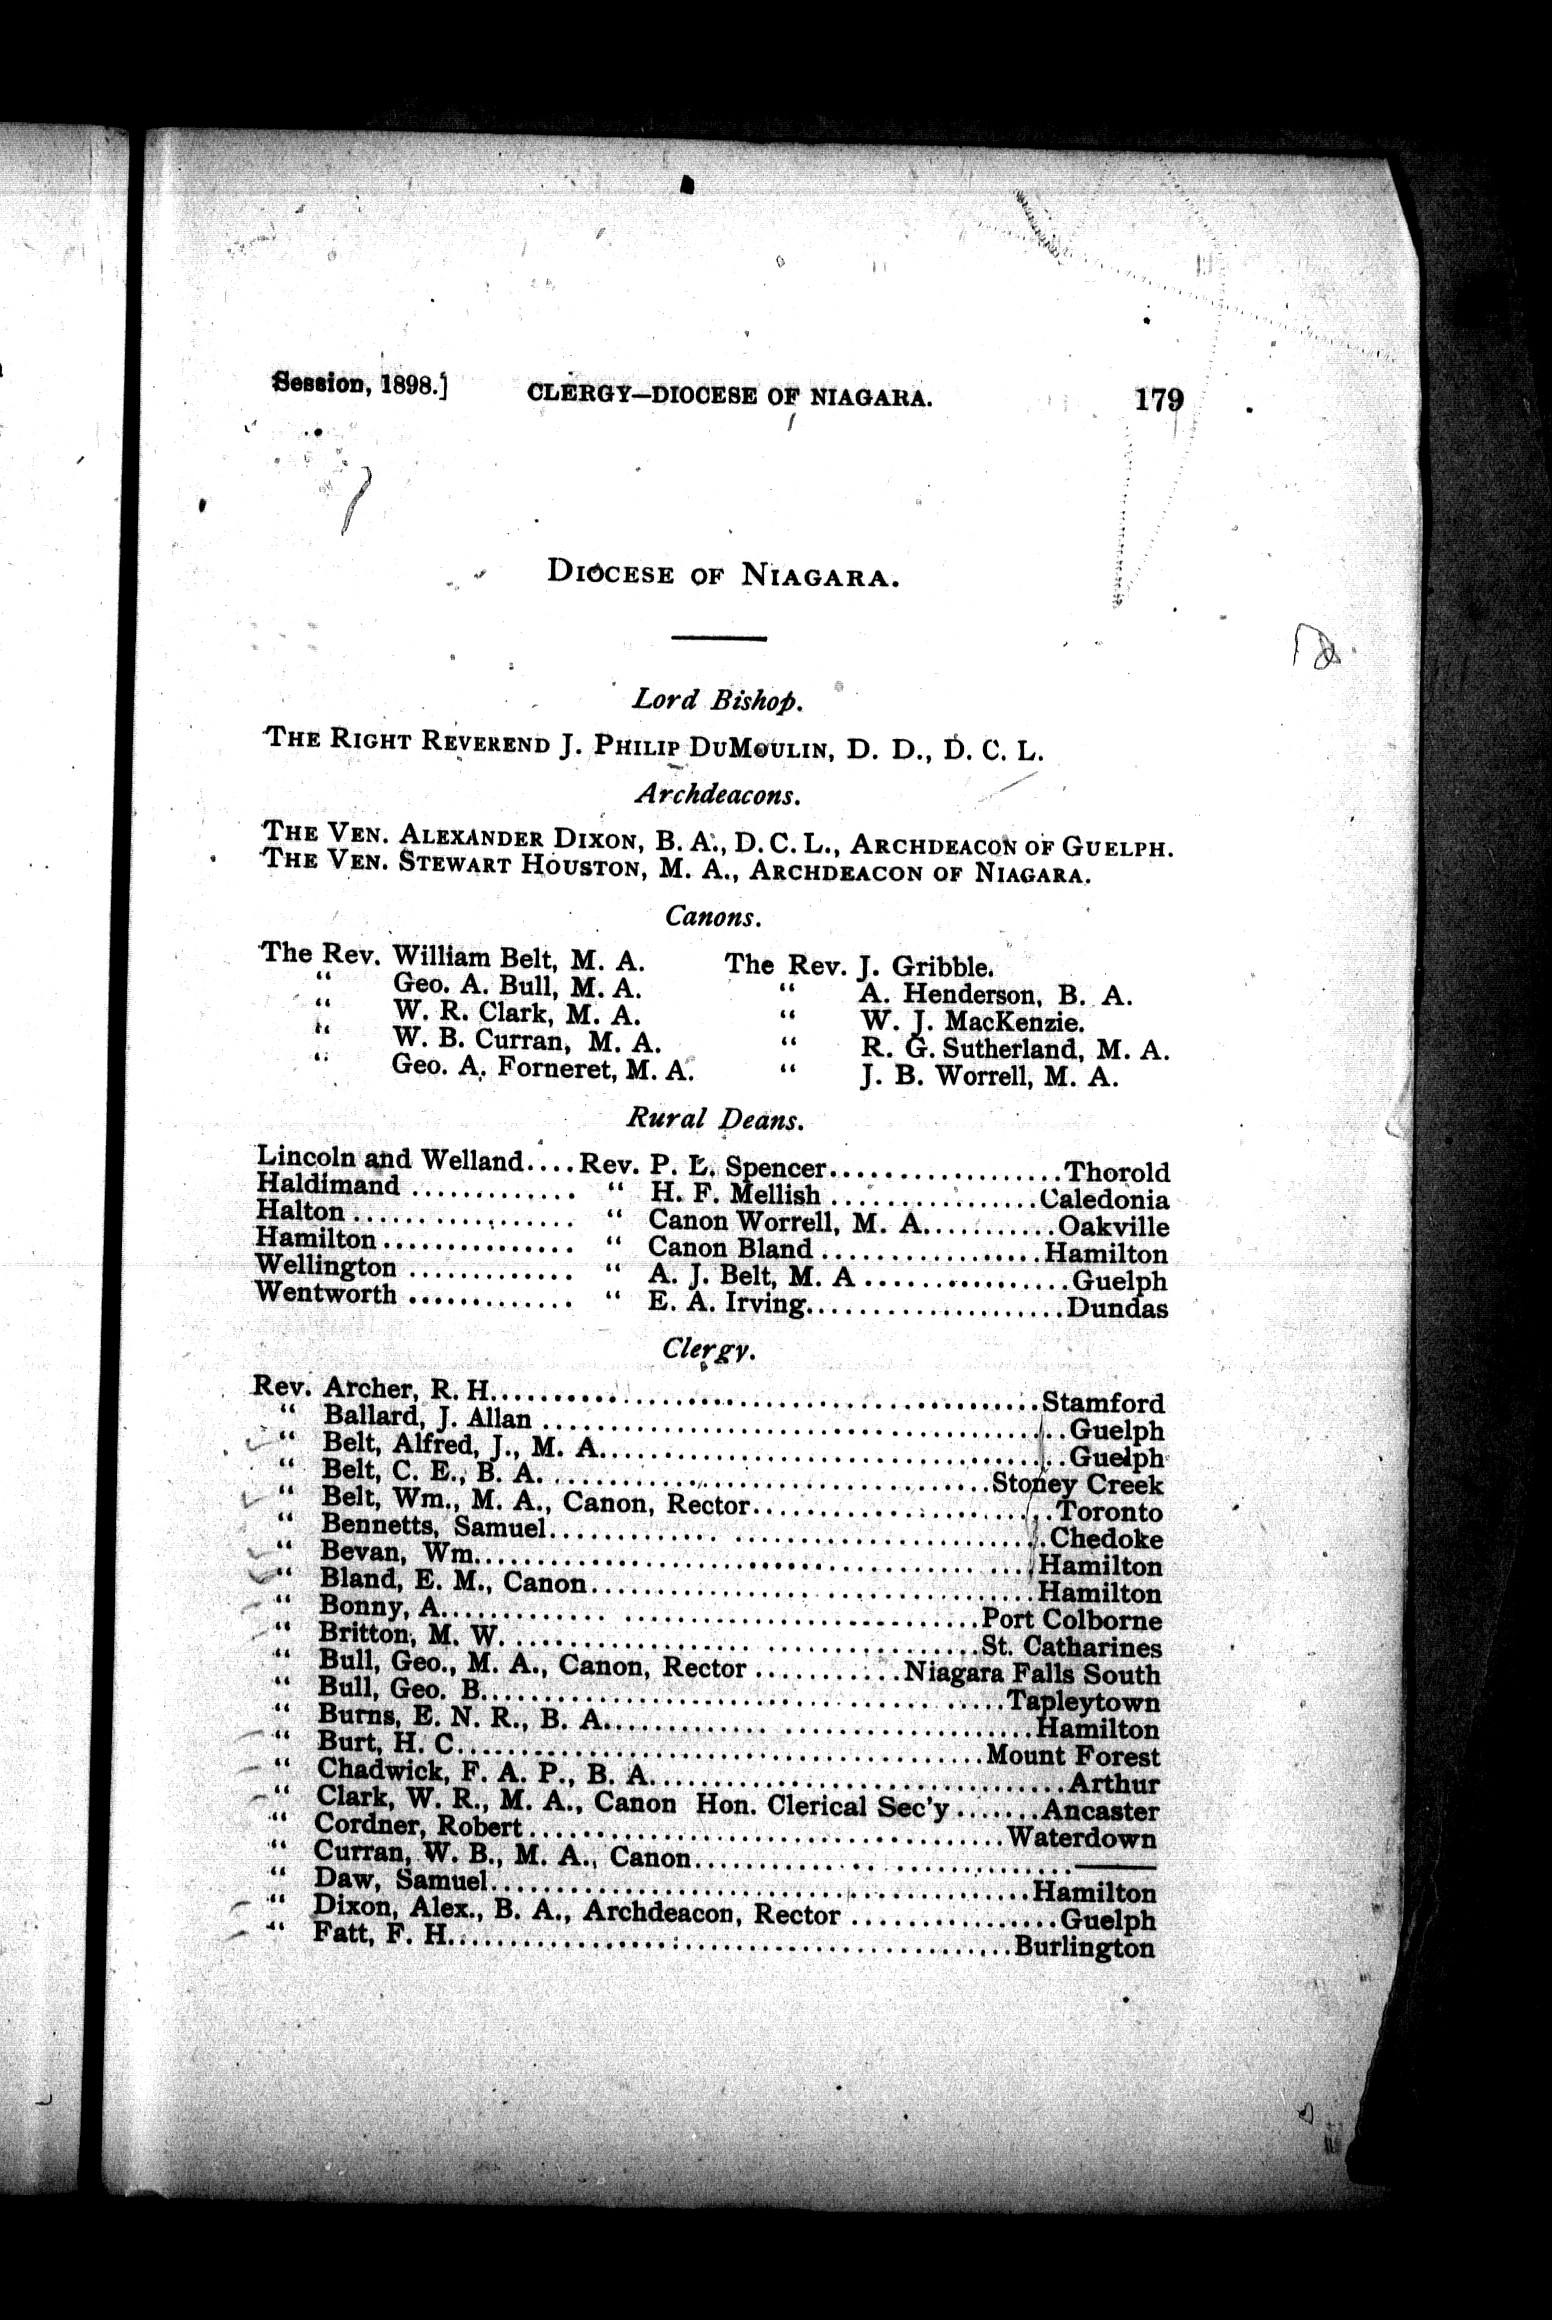 Session, 1898.] CLERGY—DIOCESE OF NIAGARA. 179
DIOCESE OF NIAGARA.
Lord Bishop.
THE RIGHT REVEREND J. PHILIP DUMOULIN, D. D., D. C. L.
Archdeacons.
THE VEN. ALEXANDER DIXON, B. A., D. C. L., ARCHDEACON OF GUELPH.
THE VEN. STEWART HOUSTON, M. A., ARCHDEACON OF NIAGARA.
Canons.
The Rev. William Belt, M. A. The Rev. J. Gribble.
“ Geo. A. Bull, M. A. “ A. Henderson, B. A.
“ W. R. Clark, M. A. “ W. J. MacKenzie.
“ W. B. Curran, M. A. “ R. G. Sutherland, M. A.
“ Geo. A. Forneret, M. A. “ J. B. Worrell, M. A.
Rural Deans.
Lincoln and Welland....Rev. P. L. Spencer..................Thorold
Haldimand ............. “ H. F. Mellish ................Caledonia
Halton ................. “ Canon Worrell, M. A..........Oakville
Hamilton ............... “ Canon Bland .................Hamilton
Wellington ............. “ A. J. Belt, M. A ................Guelph
Wentworth ............. “ E. A. Irving....................Dundas
Clergy.
Rev. Archer, R. H...........................................Stamford
“ Ballard, J. Allan ..........................................Guelph
“ Belt, Alfred, J., M. A.....................................Guelph
“ Belt, C. E., B. A. ..................................Stoney Creek
“ Belt, Wm., M. A., Canon, Rector........................Toronto
“ Bennetts, Samuel.......................................Chedoke
“ Bevan, Wm............................................Hamilton
“ Bland, E. M., Canon...................................Hamilton
“ Bonny, A..........................................Port Colborne
“ Britton, M. W. ....................................St. Catharines
“ Bull, Geo., M. A., Canon, Rector ...........Niagara Falls South
“ Bull, Geo. B.........................................Tapleytown
“ Burns, E. N. R., B. A..................................Hamilton
“ Burt, H. C.........................................Mount Forest
“ Chadwick, F. A. P., B. A.................................Arthur
“ Clark, W. R., M. A., Canon Hon. Clerical Sec'y .......Ancaster
“ Cordner, Robert......................................Waterdown
“ Curran, W. B., M. A., Canon..............................———
“ Daw, Samuel..........................................Hamilton
“ Dixon, Alex., B. A., Archdeacon, Rector ................Guelph
“ Fatt, F. H............................................Burlington